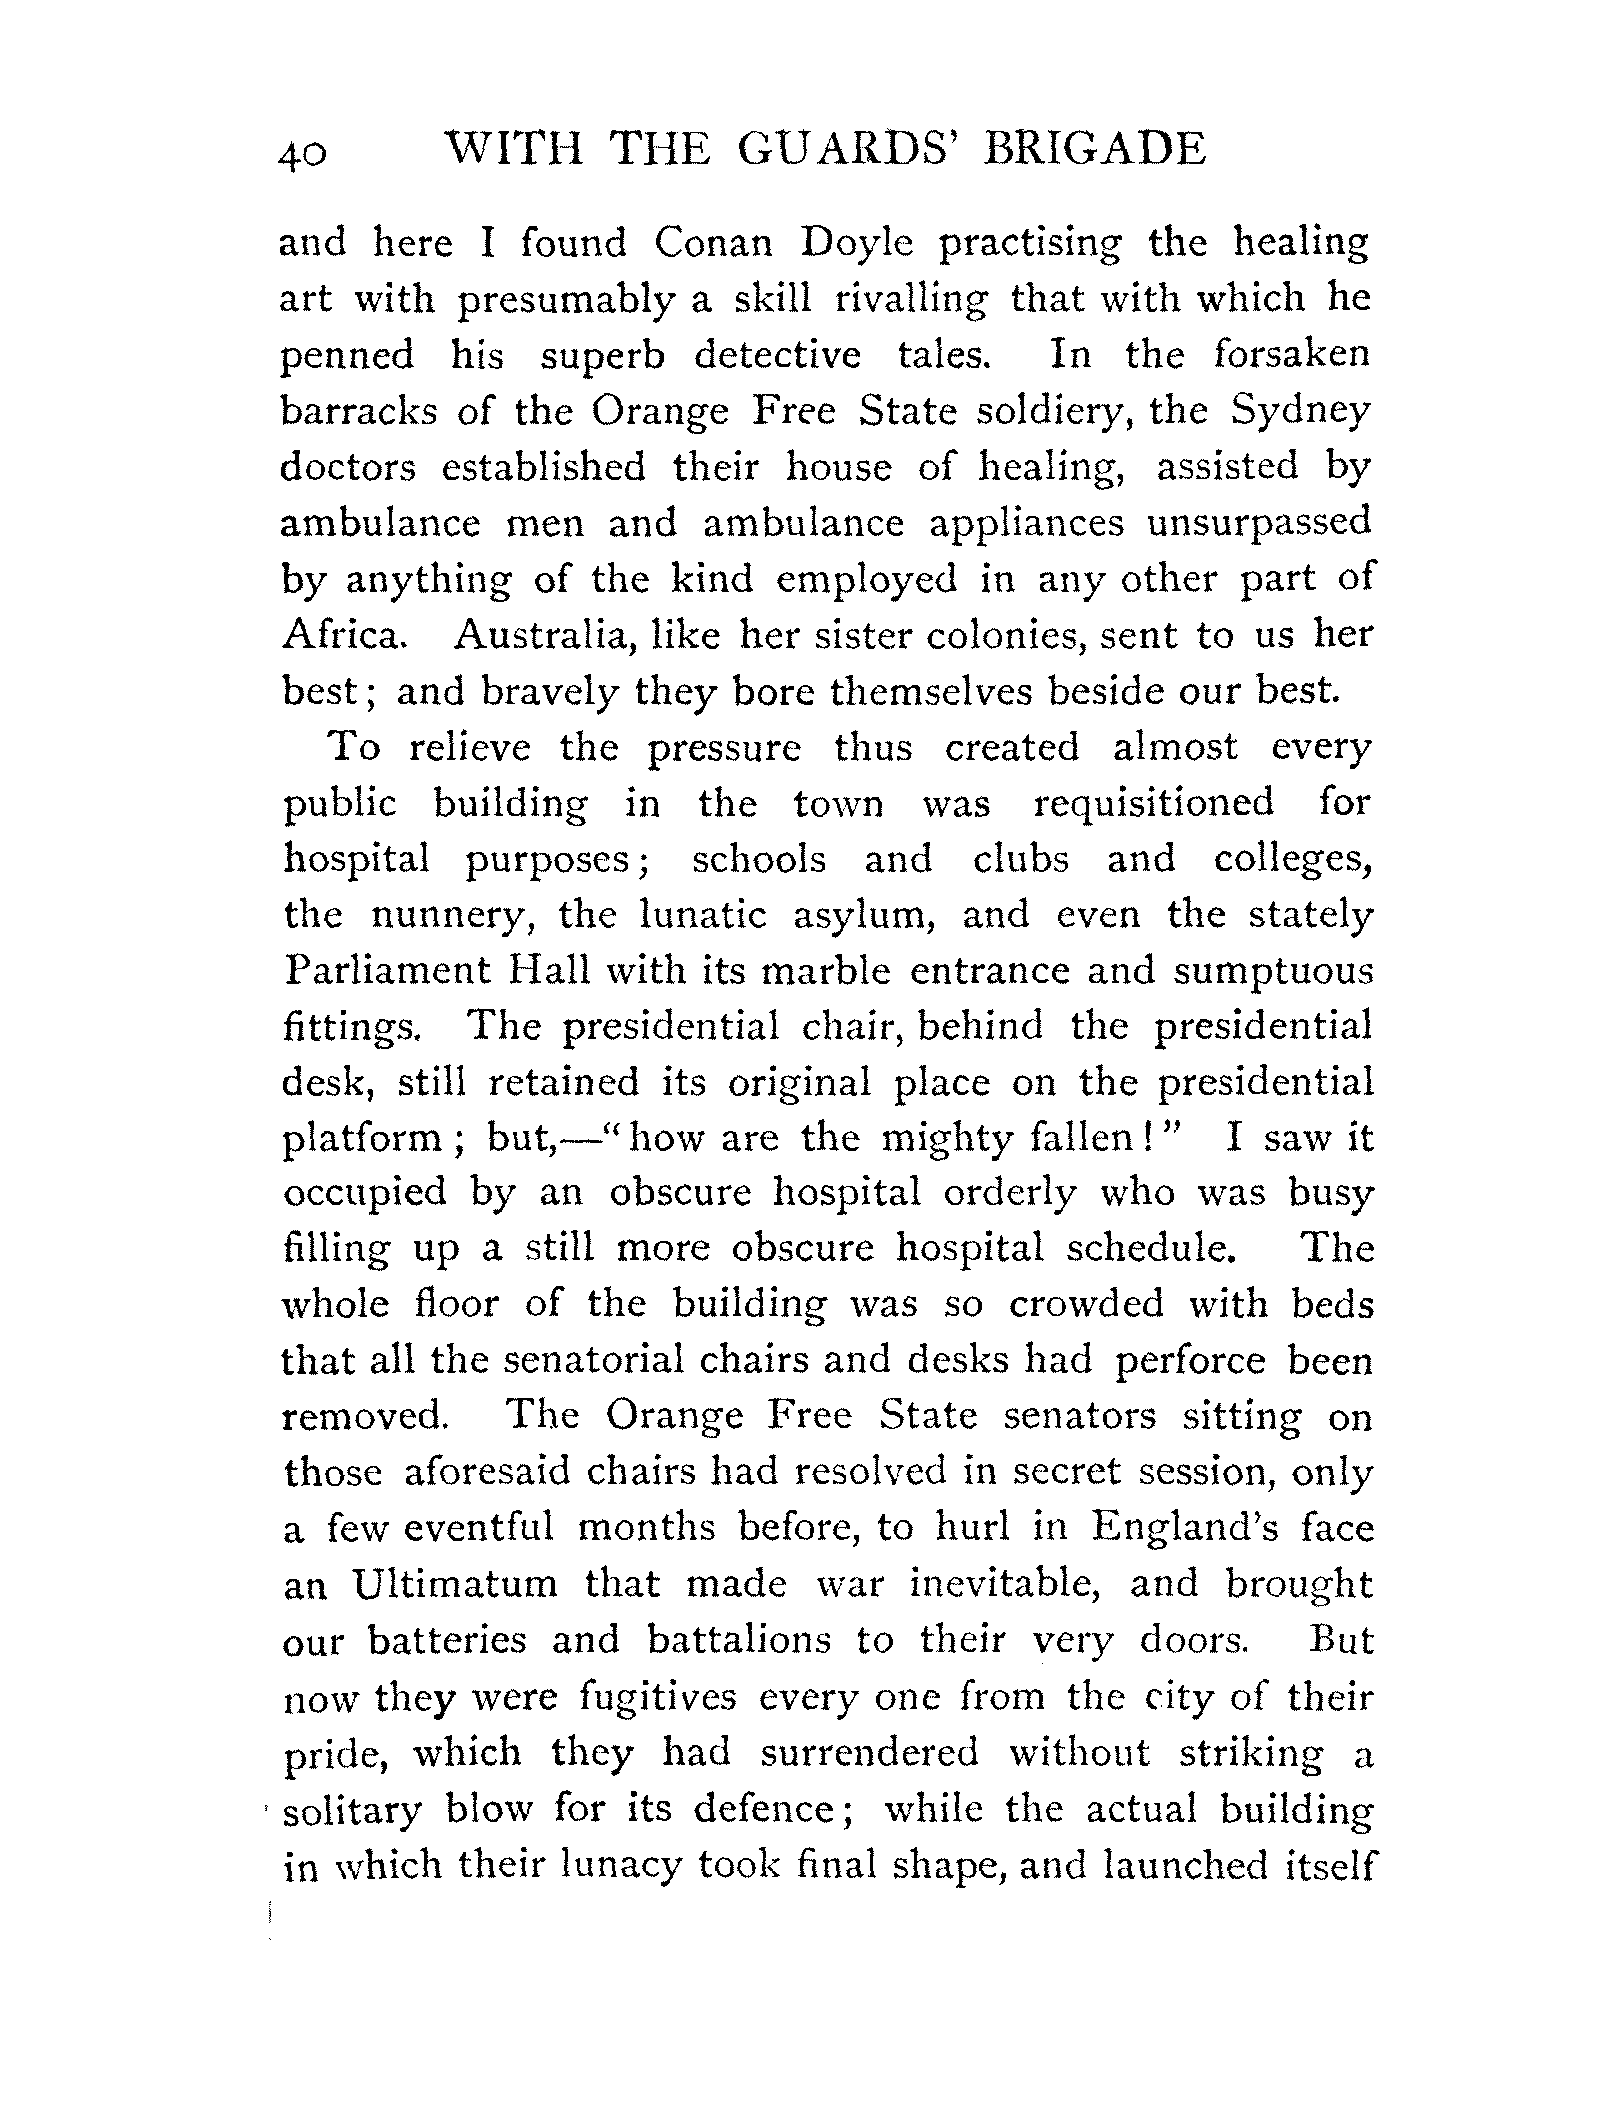 40 WITH THE GUARDS' BRIGADE
and here I found Conan Doyle practising the healing
art with presumably a skill rivalling that with which he
penned his superb detective tales. In the forsaken
barracks of the Orange Free State soldiery, the Sydney
doctors established their house of healing, assisted by
ambulance men and ambulance appliances unsurpassed
by anything of the kind employed in any other part of
Africa. Australia, like her sister colonies, sent to us her
best; and bravely they bore themselves beside our best.
To relieve the pressure thus created almost every
public building in the town was requisitioned for
hospital purposes; schools and clubs and colleges,
the nunnery, the lunatic asylum, and even the stately
Parliament Hall with its marble entrance and sumptuous
fittings. The presidential chair, behind the presidential
desk, still retained its original place on the presidential
platform; but,—"how are the mighty fallen!" I saw it
occupied by an obscure hospital orderly who was busy
filling up a still more obscure hospital schedule. The
whole floor of the building was so crowded with beds
that all the senatorial chairs and desks had perforce been
removed. The Orange Free State senators sitting on
those aforesaid chairs had resolved in secret session, only
a few eventful months before, to hurl in England's face
an Ultimatum that made war inevitable, and brought
our batteries and battalions to their very doors. But
now they were fugitives every one from the city of their
pride, which they had surrendered without striking a
solitary blow for its defence; while the actual building
in which their lunacy took final shape, and launched itself